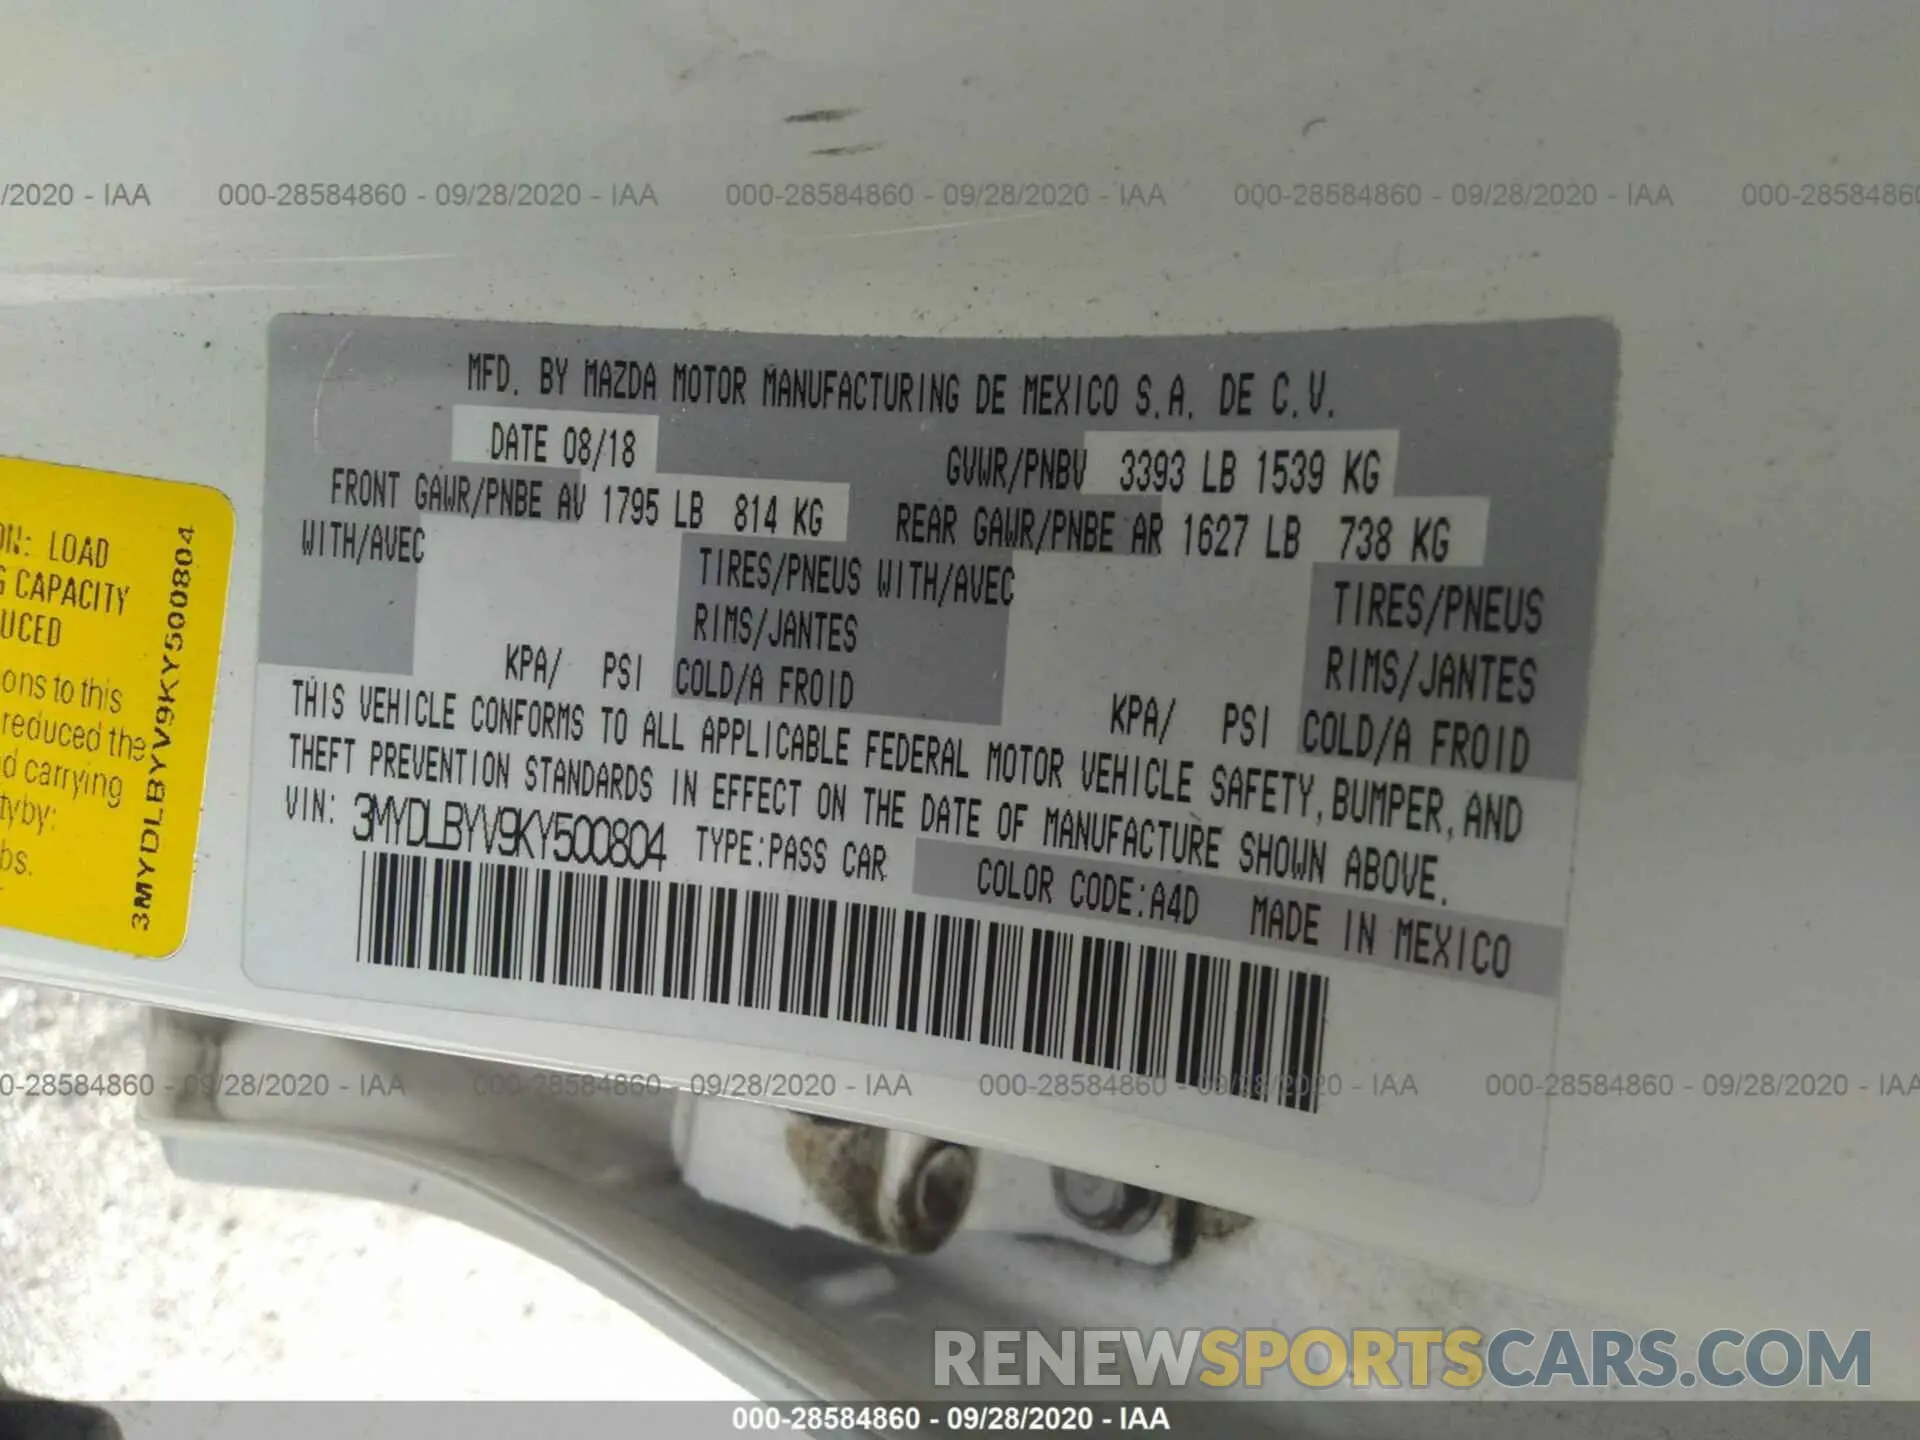 /2020 - IAA 000-28584860 - 09/28/2020 - IAA 000-28584860 - 09/28/2020 - IAA 000-28584860 - 09/28/2020 - IAA 000-28584860
MFD. BY MAZDA MOTOR MANUFACTURING DE MEXICO S.A. DE C.V.
DATE 08/18 GVWR/PNBV 3393 LB 1539 KG
FRONT GAWR/PNBE AV 1795 LB 814 KG REAR GAWR/PNBE AR 1627 LB 738 KG
WITH/AVEC TIRES/PNEUS WITH/AVEC TIRES/PNEUS
RIMS/JANTES RIMS/JANTES
KPA/ PSI COLD/A FROID KPA/ PSI COLD/A FROID
THIS VEHICLE CONFORMS TO ALL APPLICABLE FEDERAL MOTOR VEHICLE SAFETY, BUMPER, AND
THEFT PREVENTION STANDARDS IN EFFECT ON THE DATE OF MANUFACTURE SHOWN ABOVE.
VIN: 3MYDLBYV9KY500804 TYPE:PASS CAR COLOR CODE:A4D MADE IN MEXICO
ON: LOAD
G CAPACITY
UCED
ons to this
reduced the
d carrying
ty by:
bs.
3MYDLBYV9KY500804
0-28584860 - 09/28/2020 - IAA 000-28584860 - 09/28/2020 - IAA 000-28584860 - 09/28/2020 - IAA 000-28584860 - 09/28/2020 - IAA
RENEWSPORTSCARS.COM
000-28584860 - 09/28/2020 - IAA